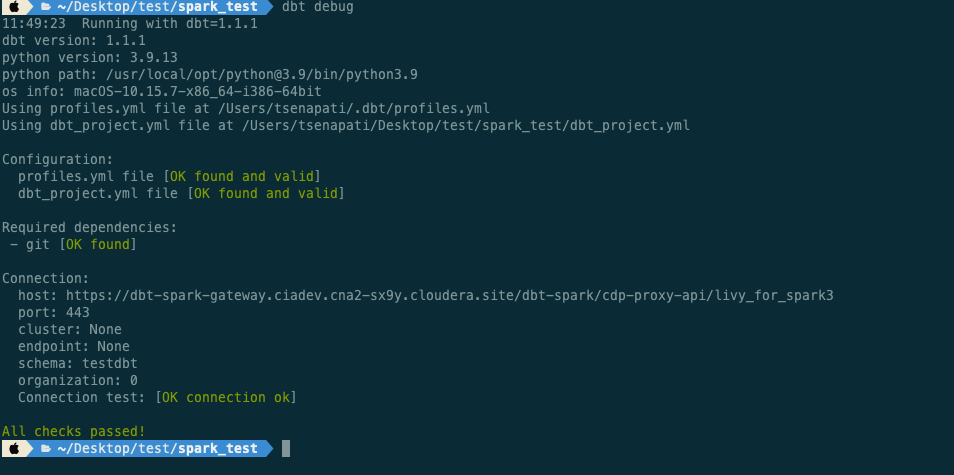 ~/Desktop/test/spark_test dbt debug
11:49:23  Running with dbt=1.1.1
dbt version: 1.1.1
python version: 3.9.13
python path: /usr/local/opt/python@3.9/bin/python3.9
os info: macOS-10.15.7-x86_64-i386-64bit
Using profiles.yml file at /Users/tsenapati/.dbt/profiles.yml
Using dbt_project.yml file at /Users/tsenapati/Desktop/test/spark_test/dbt_project.yml
Configuration:
  profiles.yml file [OK found and valid]
  dbt_project.yml file [OK found and valid]
Required dependencies:
 - git [OK found]
Connection:
  host: https://dbt-spark-gateway.ciadev.cna2-sx9y.cloudera.site/dbt-spark/cdp-proxy-api/livy_for_spark3
  port: 443
  cluster: None
  endpoint: None
  schema: testdbt
  organization: 0
  Connection test: [OK connection ok]
All checks passed!
~/Desktop/test/spark_test